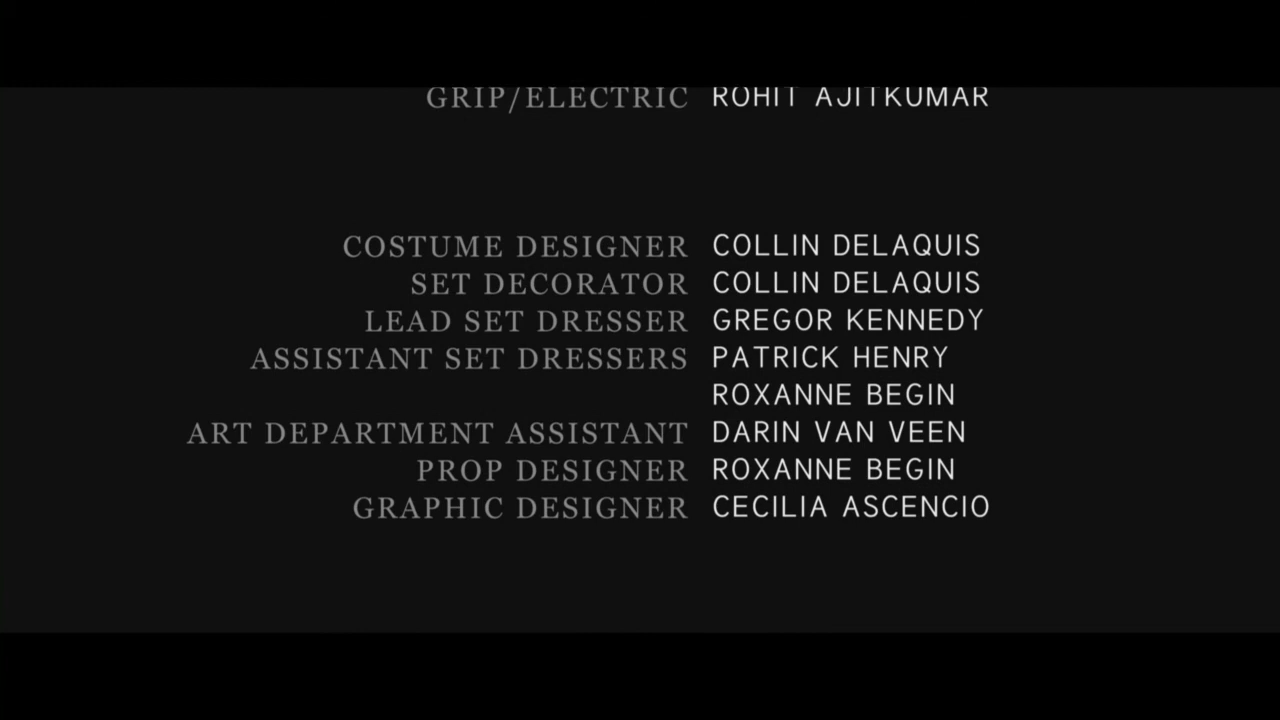 GRIP/ELECTRIC ROHIT AJITKUMAR
COSTUME DESIGNER COLLIN DELAQUIS
SET DECORATOR COLLIN DELAQUIS
LEAD SET DRESSER GREGOR KENNEDY
ASSISTANT SET DRESSERS PATRICK HENRY
ROXANNE BEGIN
ART DEPARTMENT ASSISTANT DARIN VAN VEEN
PROP DESIGNER ROXANNE BEGIN
GRAPHIC DESIGNER CECILIA ASCENCIO